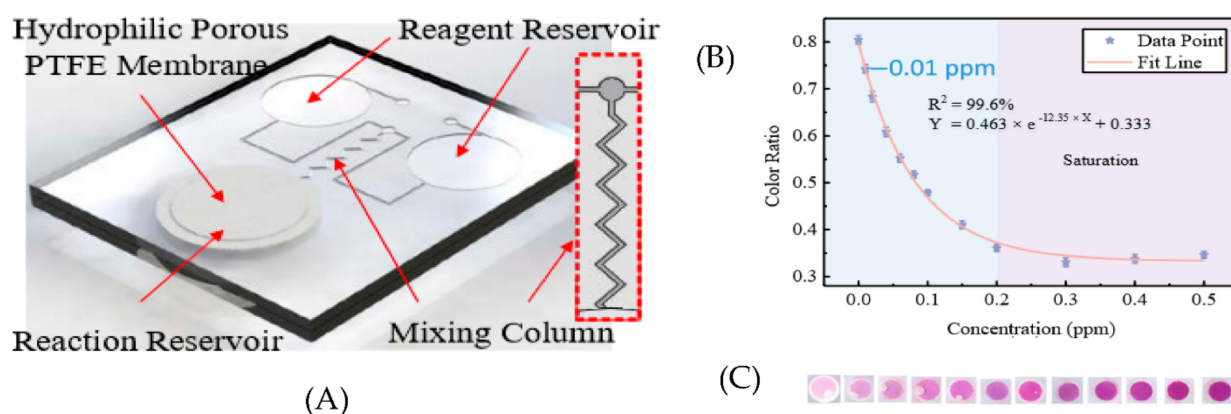 Hydrophilic Porous
PTFE Membrane
Reagent Reservoir
Reaction Reservoir
Mixing Column
(A)
(B)
0.8
0.7
0.6
0.5
0.4
0.3
Color Ratio
0.01 ppm
Data Point
Fit Line
R² = 99.6%
Y = 0.463 × e^-12.35 × X + 0.333
Saturation
0.0 0.1 0.2 0.3 0.4 0.5
Concentration (ppm)
(C)